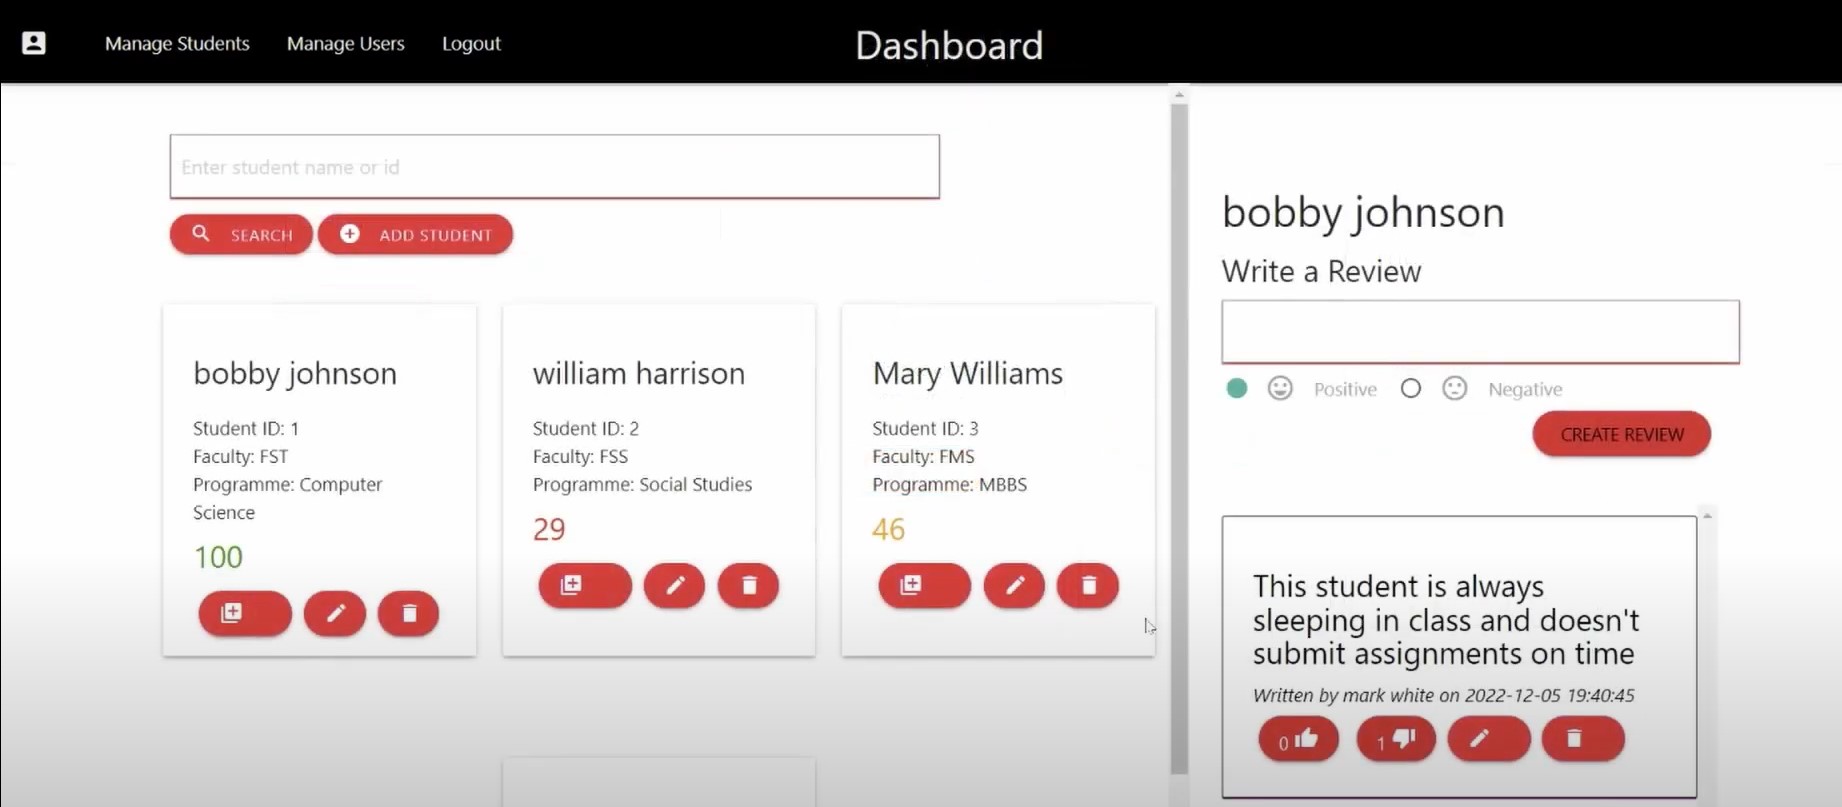 Manage Students
Manage Users
Logout
Dashboard
Enter student name or id
SEARCH
ADD STUDENT
bobby johnson
Student ID: 1
Faculty: FST
Programme: Computer
Science
100
william harrison
Student ID: 2
Faculty: FSS
Programme: Social Studies
29
Mary Williams
Student ID: 3
Faculty: FMS
Programme: MBBS
46
bobby johnson
Write a Review
Positive
Negative
CREATE REVIEW
This student is always
sleeping in class and doesn't
submit assignments on time
Written by mark white on 2022-12-05 19:40:45
0
1